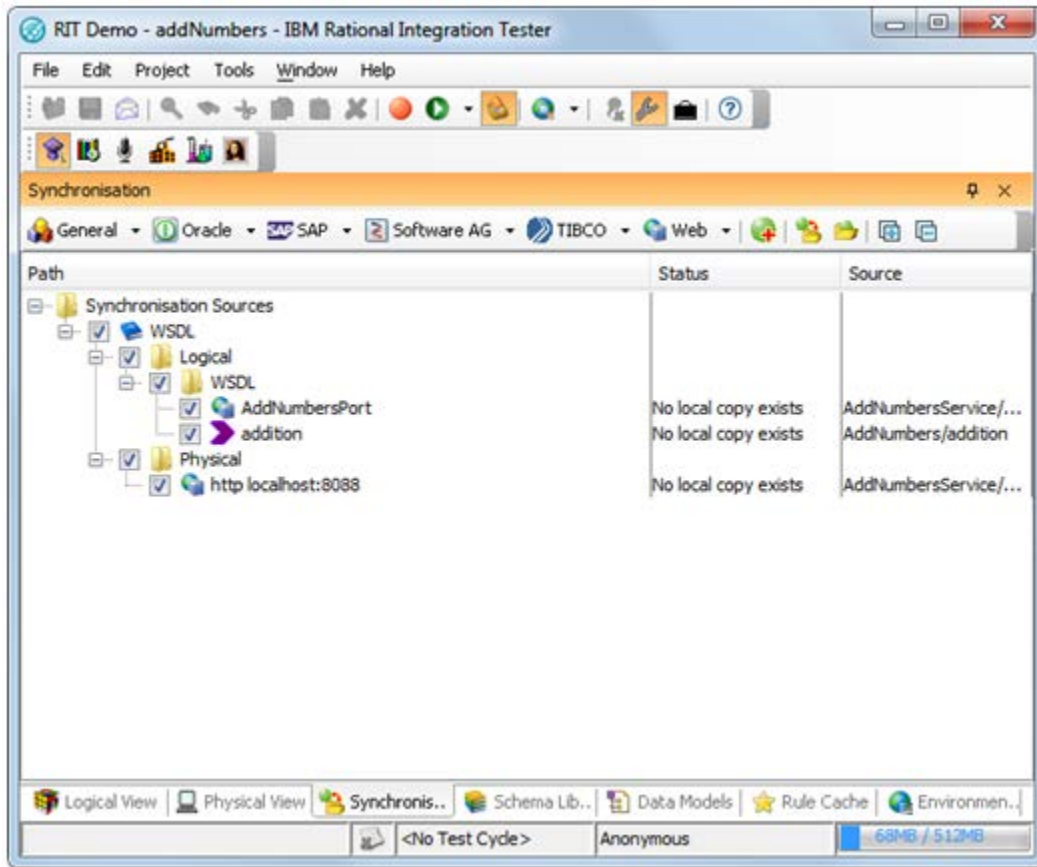 RIT Demo - addNumbers - IBM Rational Integration Tester
File Edit Project Tools Window Help
Synchronisation
General Oracle SAP SAP Software AG TIBCO Web
Path Status Source
Synchronisation Sources
WSDL
Logical
WSDL
AddNumbersPort No local copy exists AddNumbersService/...
addition No local copy exists AddNumbers/addition
Physical
http localhost:8088 No local copy exists AddNumbersService/...
Logical View Physical View Synchronis.. Schema Lib.. Data Models Rule Cache Environmen..
<No Test Cycle> Anonymous 68MB / 512MB